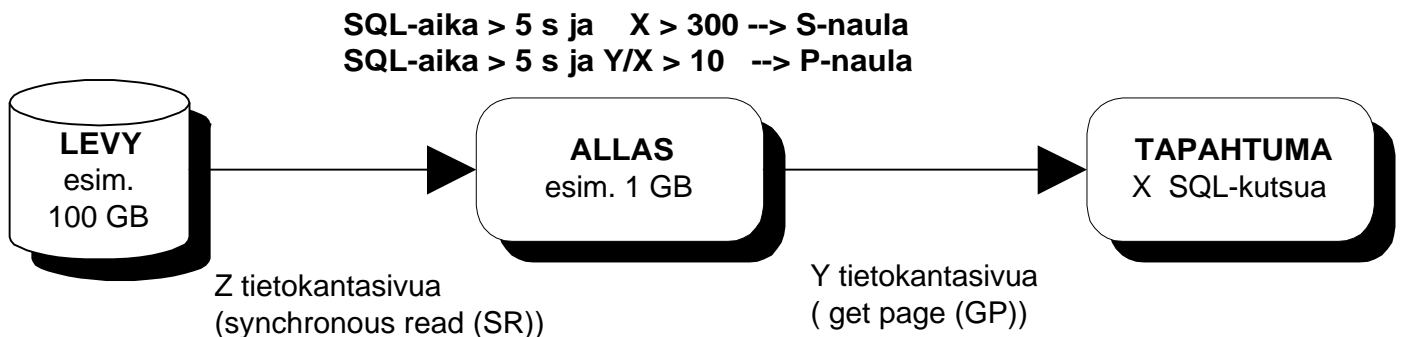 SQL-aika > 5 s ja X > 300 --> S-naula
SQL-aika > 5 s ja Y/X > 10 --> P-naula
LEVY
esim.
100 GB
ALLAS
esim. 1 GB
TAPAHTUMA
X SQL-kutsua
Z tietokantasivua
(synchronous read (SR))
Y tietokantasivua
( get page (GP))